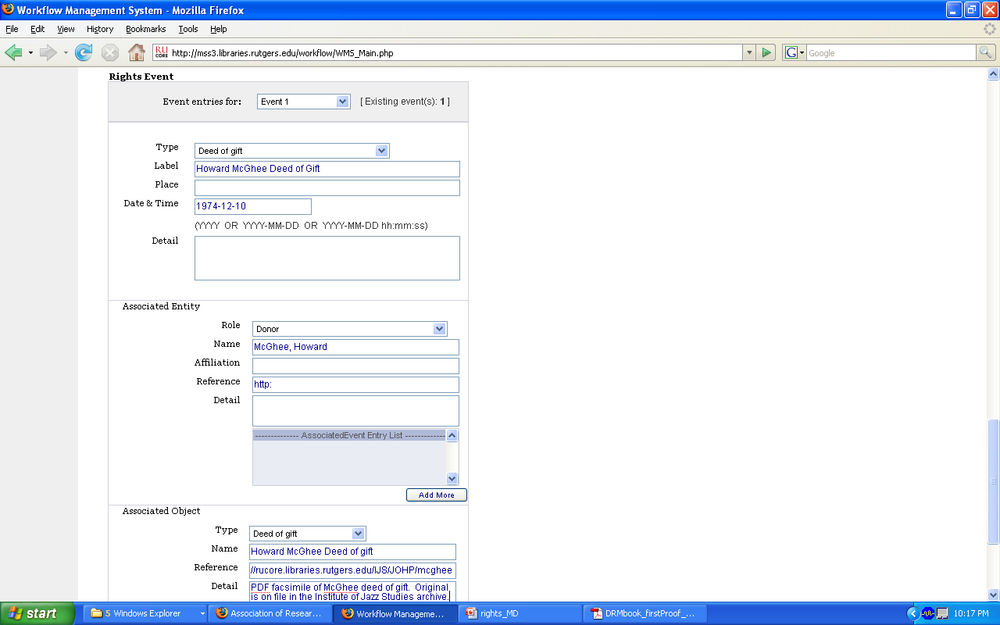 Workflow Management System - Mozilla Firefox
File Edit View History Bookmarks Tools Help
RU CORE http://mss3.libraries.rutgers.edu/workflow/WMS_Main.php G Google
Rights Event
Event entries for: Event 1 [ Existing event(s): 1 ]
Type Deed of gift
Label Howard McGhee Deed of Gift
Place
Date & Time 1974-12-10
(YYYY OR YYYY-MM-DD OR YYYY-MM-DD hh:mm:ss)
Detail
Associated Entity
Role Donor
Name McGhee, Howard
Affiliation
Reference http:
Detail
-------------- AssociatedEvent Entry List -------------
Add More
Associated Object
Type Deed of gift
Name Howard McGhee Deed of gift
Reference //rucore.libraries.rutgers.edu/IJS/JOHP/mcghee
Detail PDF facsimile of McGhee deed of gift. Original
is on file in the Institute of Jazz Studies archive.
start 5 Windows Explorer Association of Resear... Workflow Manageme... rights_MD DRMbook_firstProof_... 10:17 PM